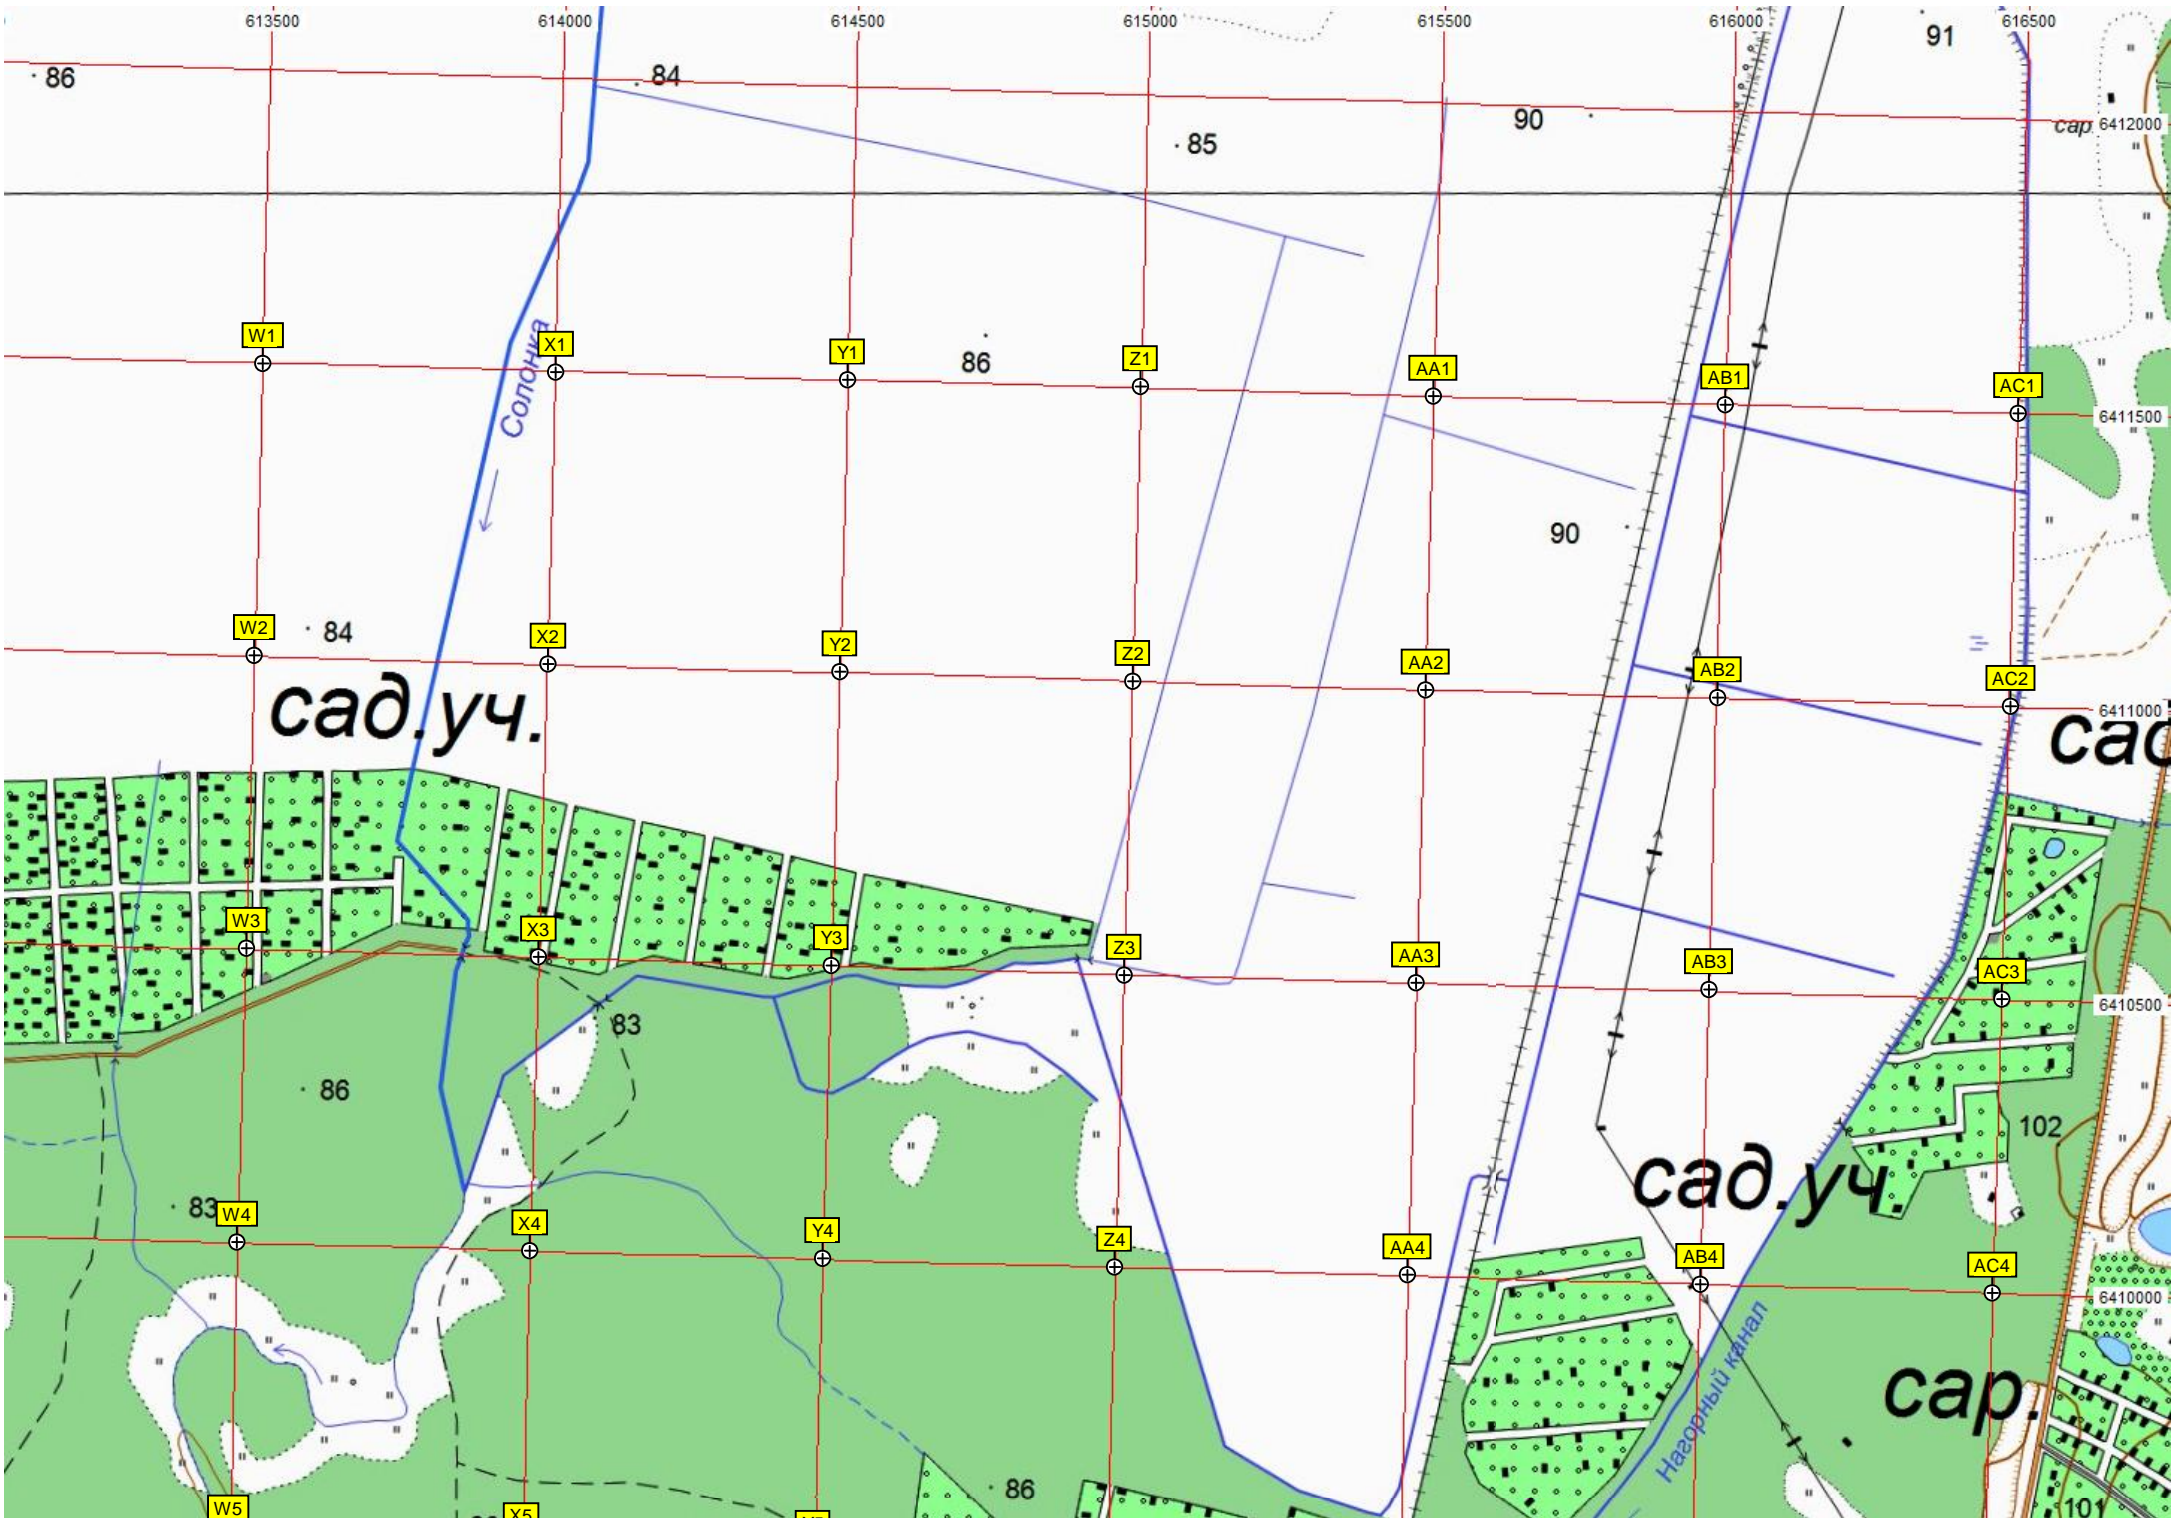 613500 614000 614500 615000 615500 616000 616500
86 84 85 90 91
сар 6412000
W1 X1 Y1 86 Z1 AA1 AB1 AC1
6411500
Солонка
90
W2 84 X2 Y2 Z2 AA2 AB2 AC2
6411000
сад.уч.
сад
W3 X3 Y3 Z3 AA3 AB3 AC3
6410500
83
86
102
сад.уч.
83 W4 X4 Y4 Z4 AA4 AB4 AC4
6410000
Нагорный канал
сар.
86
W5 X5
101